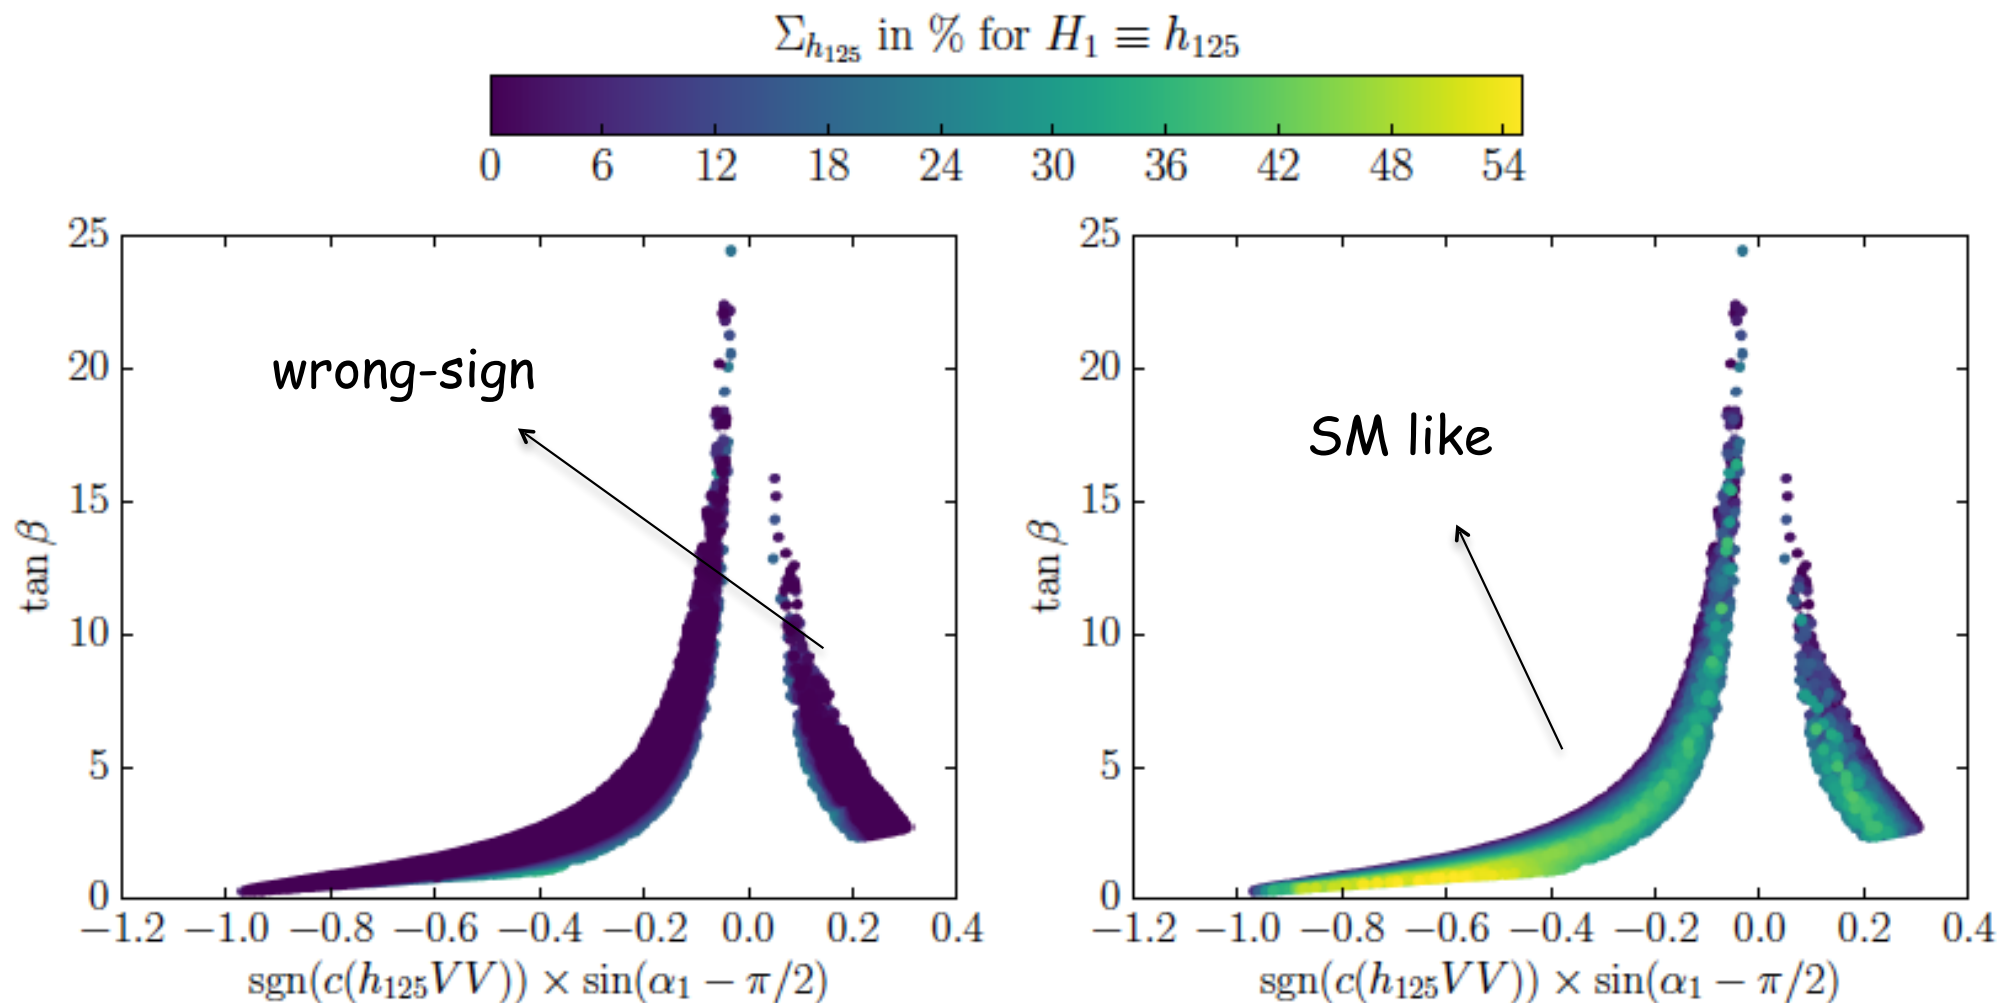 Σh₁₂₅ in % for H₁ ≡ h₁₂₅
0 6 12 18 24 30 36 42 48 54
25
20
15
10
5
0
tan β
wrong-sign
−1.2 −1.0 −0.8 −0.6 −0.4 −0.2 0.0 0.2 0.4
sgn(c(h₁₂₅VV)) × sin(α₁ − π/2)
25
20
15
10
5
0
tan β
SM like
−1.2 −1.0 −0.8 −0.6 −0.4 −0.2 0.0 0.2 0.4
sgn(c(h₁₂₅VV)) × sin(α₁ − π/2)